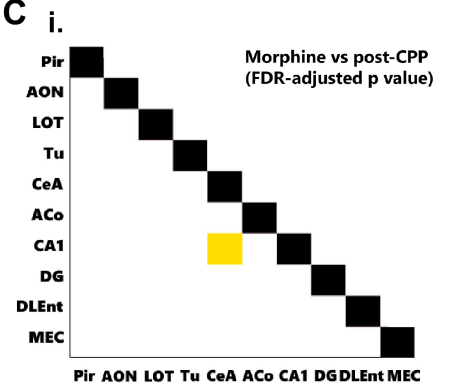 C
i.
Morphine vs post-CPP
(FDR-adjusted p value)
Pir
AON
LOT
Tu
CeA
ACo
CA1
DG
DLEnt
MEC
Pir AON LOT Tu CeA ACo CA1 DG DLEnt MEC